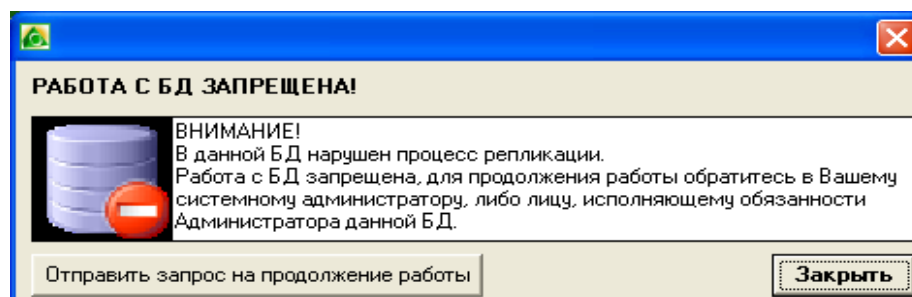 РАБОТА С БД ЗАПРЕЩЕНА!
ВНИМАНИЕ!
В данной БД нарушен процесс репликации.
Работа с БД запрещена, для продолжения работы обратитесь в Вашему
системному администратору, либо лицу, исполняющему обязанности
Администратора данной БД.
Отправить запрос на продолжение работы
Закрыть